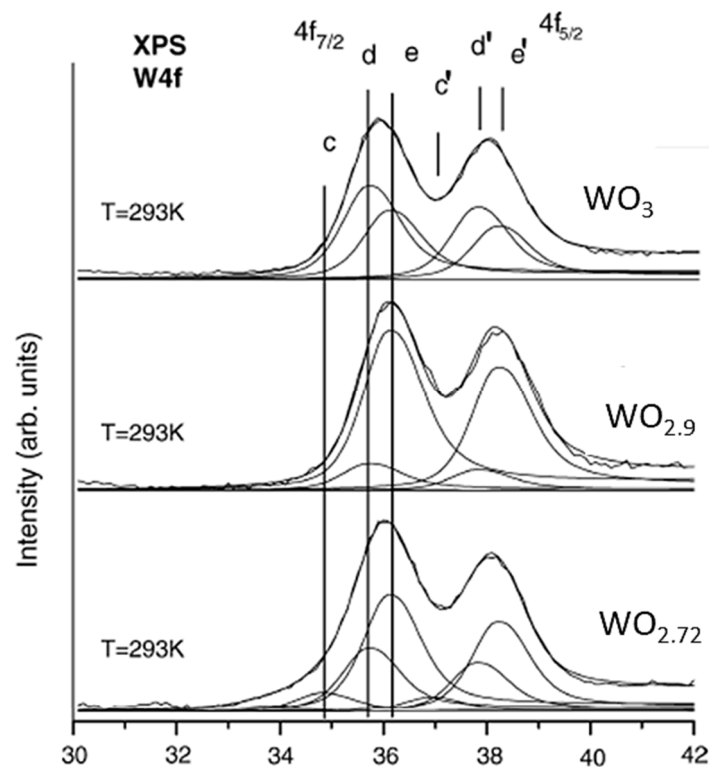 XPS
W4f
4f7/2
d
e
d'
e'
4f5/2
c'
c
T=293K
WO3
T=293K
WO2.9
T=293K
WO2.72
Intensity (arb. units)
30 32 34 36 38 40 42